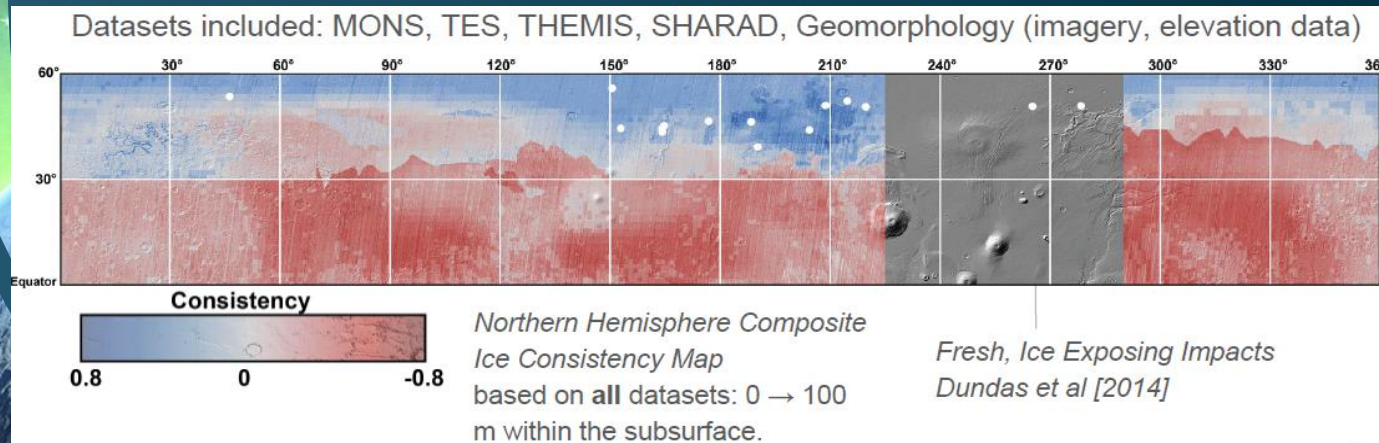 Datasets included: MONS, TES, THEMIS, SHARAD, Geomorphology (imagery, elevation data)
30° 60° 90° 120° 150° 180° 210° 240° 270° 300° 330° 36
60°
30°
Equator
Consistency
0.8 0 -0.8
Northern Hemisphere Composite
Ice Consistency Map
based on all datasets: 0 → 100
m within the subsurface.
Fresh, Ice Exposing Impacts
Dundas et al [2014]